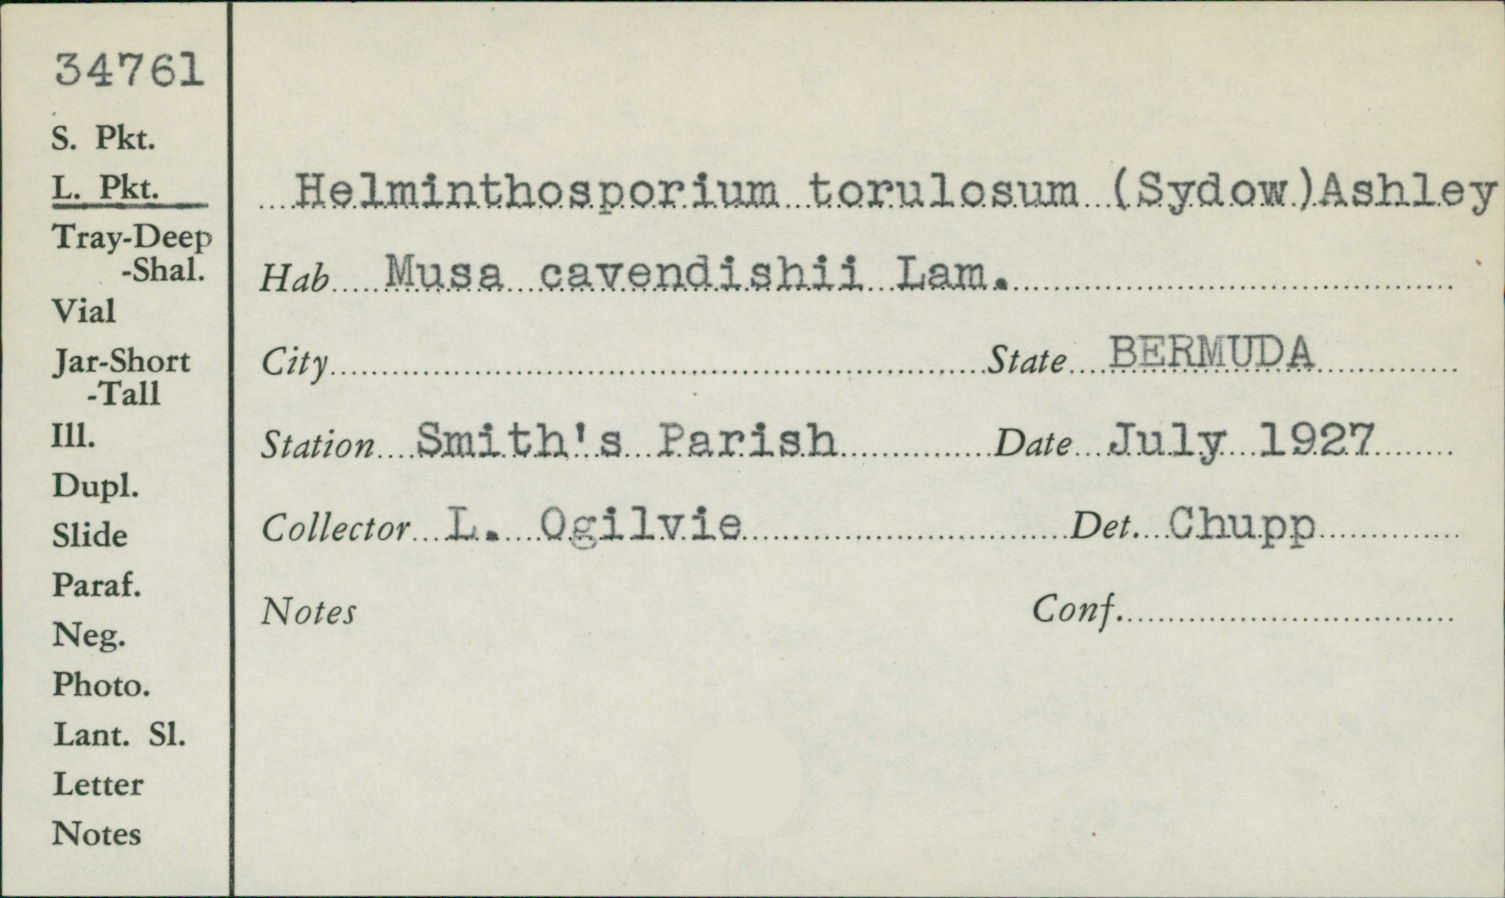 34761
S. Pkt.
L. Pkt.
Tray-Deep
-Shal.
Vial
Jar-Short
-Tall
Ill.
Dupl.
Slide
Paraf.
Neg.
Photo.
Lant. Sl.
Letter
Notes
Helminthosporium torulosum (Sydow)Ashley
Hab Musa cavendishii Lam.
City State BERMUDA
Station Smith's Parish Date July 1927
Collector L. Ogilvie Det. Chupp
Notes Conf.